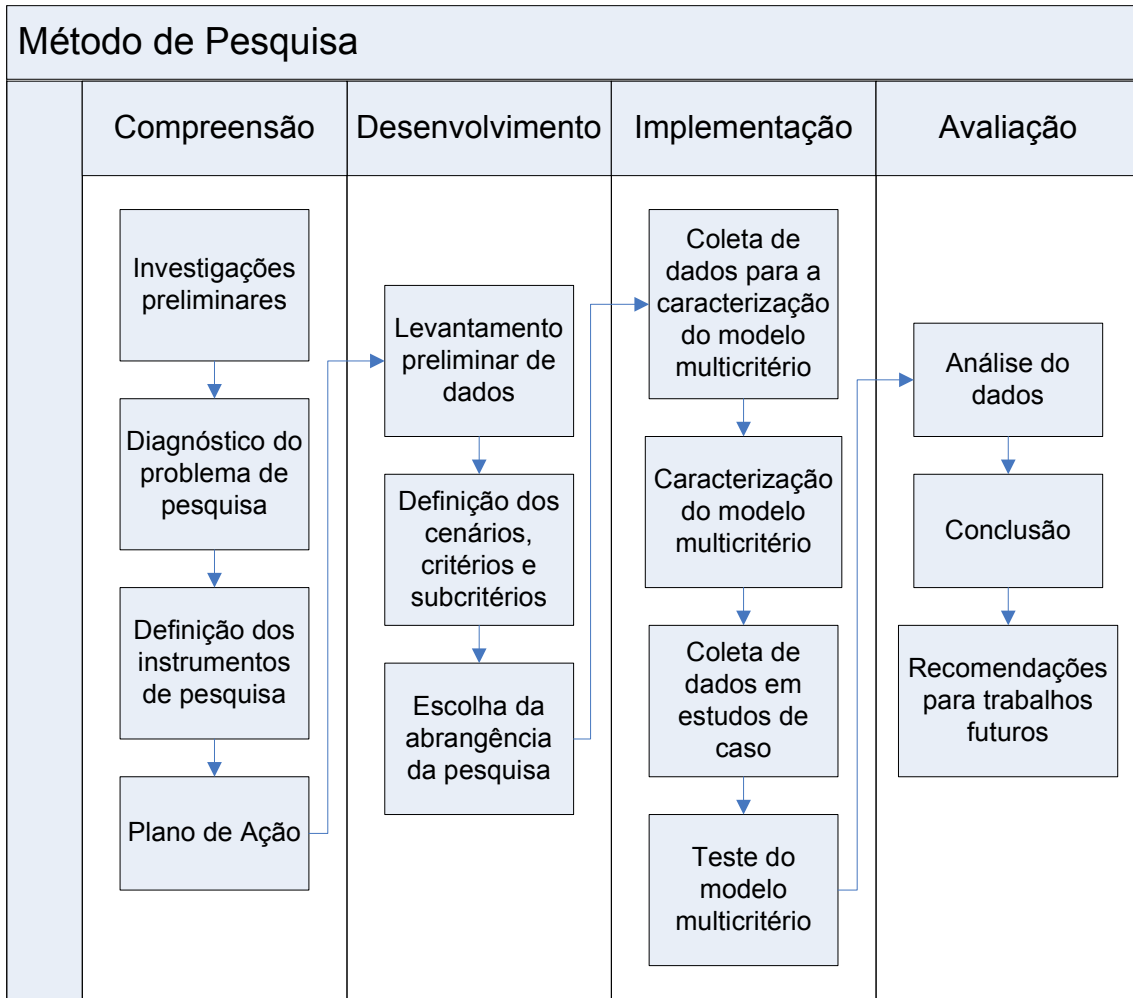 Método de Pesquisa
Compreensão
Desenvolvimento
Implementação
Avaliação
Investigações
preliminares
Diagnóstico do
problema de
pesquisa
Definição dos
instrumentos
de pesquisa
Plano de Ação
Levantamento
preliminar de
dados
Definição dos
cenários,
critérios e
subcritérios
Escolha da
abrangência
da pesquisa
Coleta de
dados para a
caracterização
do modelo
multicritério
Caracterização
do modelo
multicritério
Coleta de
dados em
estudos de
caso
Teste do
modelo
multicritério
Análise do
dados
Conclusão
Recomendações
para trabalhos
futuros